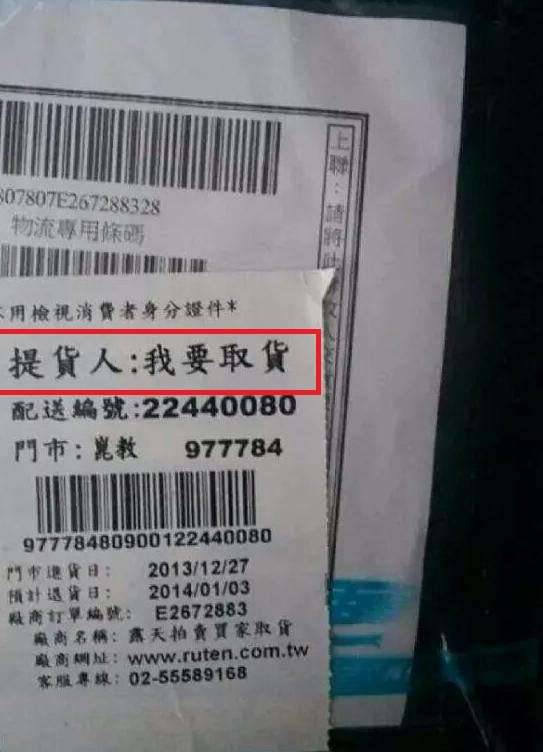 807807E267288328
物流專用條碼
上聯：請將此
不用檢視消費者身分證件*
提貨人:我要取貨
配送編號:22440080
門市:崑教 977784
97778480900122440080
門市進貨日: 2013/12/27
預計退貨日: 2014/01/03
廠商訂單編號: E2672883
廠商名稱: 露天拍賣買家取貨
廠商網址: www.ruten.com.tw
客服專線: 02-55589168